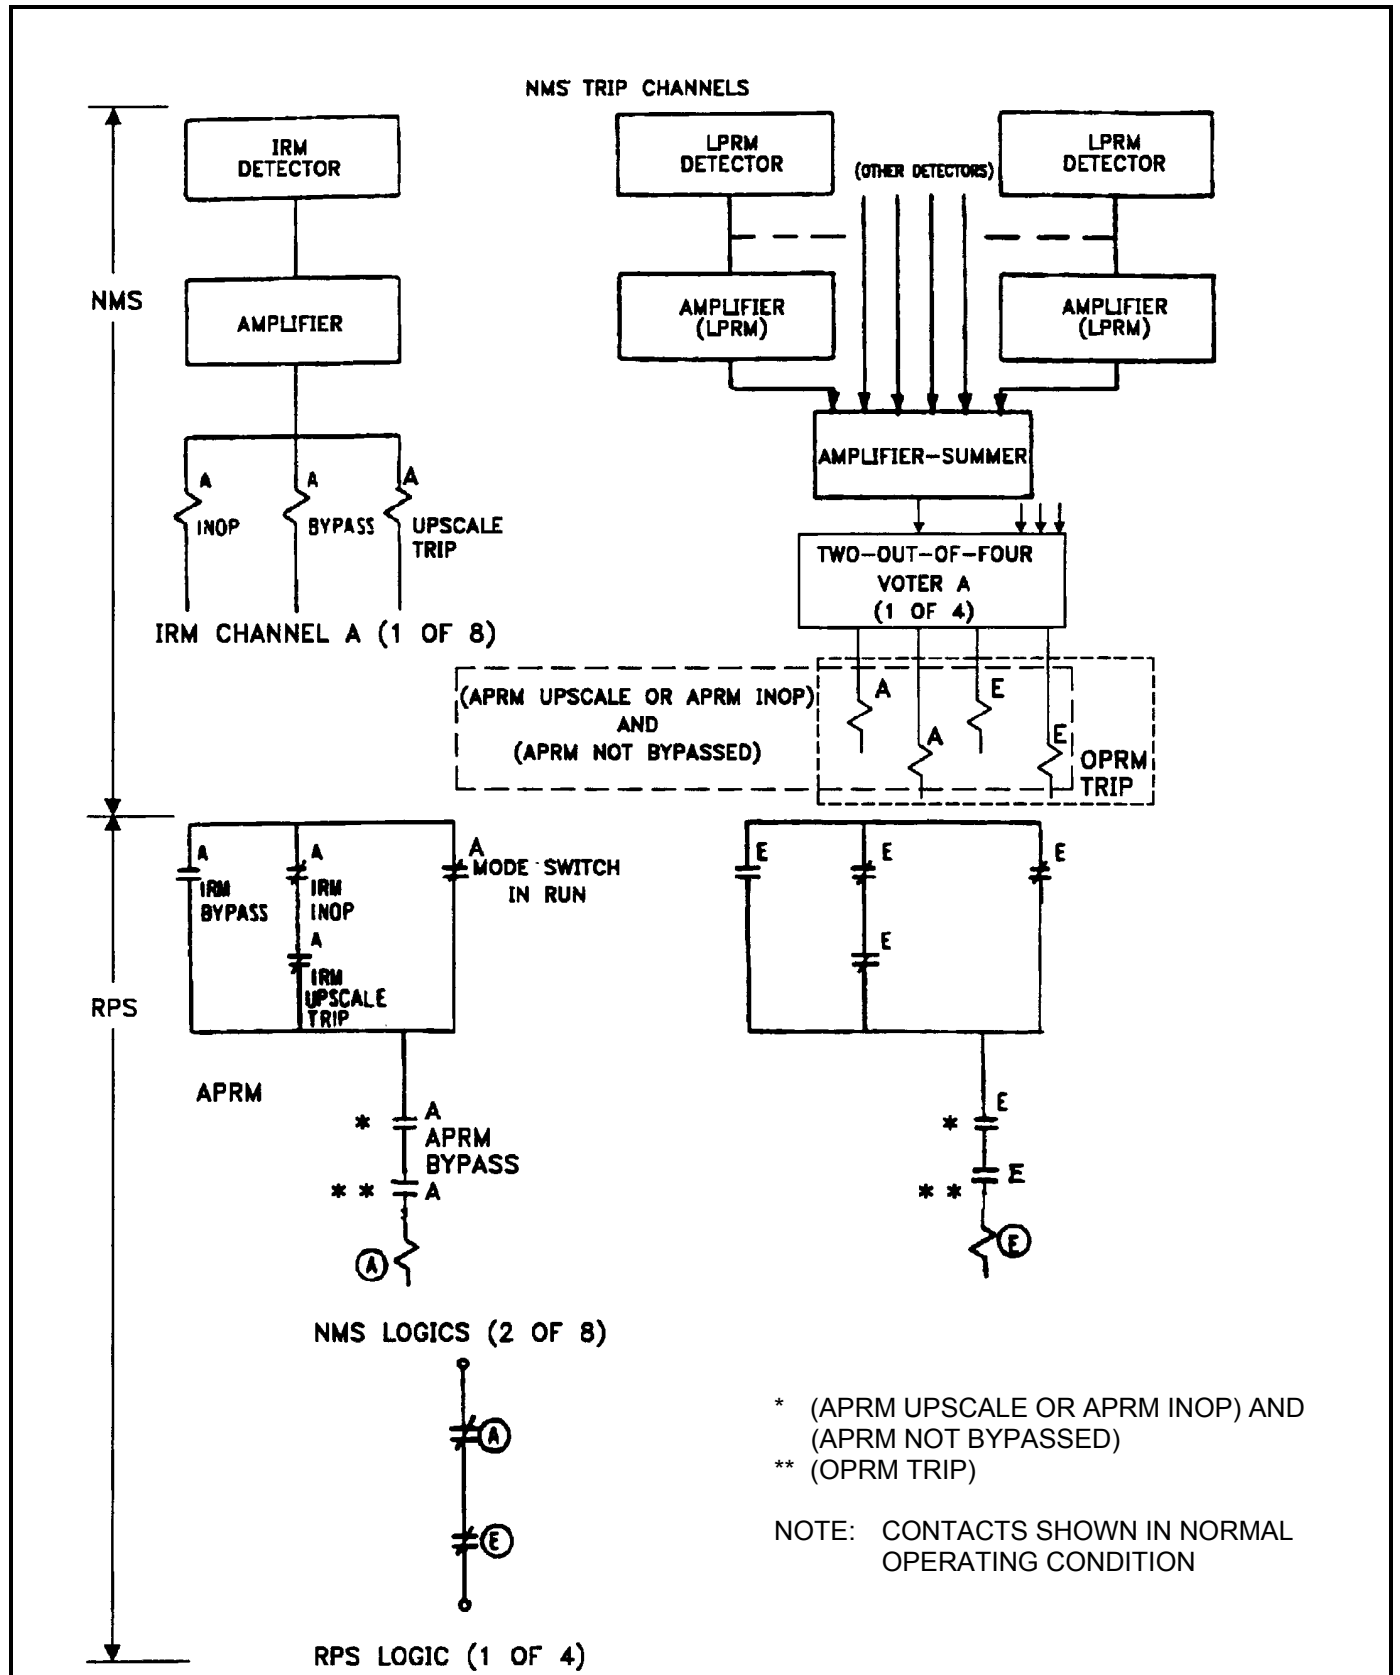 NMS TRIP CHANNELS
IRM
DETECTOR
LPRM
DETECTOR
(OTHER DETECTORS)
LPRM
DETECTOR
NMS
AMPLIFIER
AMPLIFIER
(LPRM)
AMPLIFIER
(LPRM)
AMPLIFIER-SUMMER
A
INOP
A
BYPASS
A
UPSCALE
TRIP
IRM CHANNEL A (1 OF 8)
TWO-OUT-OF-FOUR
VOTER A
(1 OF 4)
(APRM UPSCALE OR APRM INOP)
AND
(APRM NOT BYPASSED)
A
A
E
E
OPRM
TRIP
RPS
A
IRM
BYPASS
A
IRM
INOP
A
IRM
UPSCALE
TRIP
A
MODE SWITCH
IN RUN
E
E
E
E
APRM
* A
APRM
BYPASS
** A
A
* E
** E
E
NMS LOGICS (2 OF 8)
A
E
RPS LOGIC (1 OF 4)
* (APRM UPSCALE OR APRM INOP) AND
(APRM NOT BYPASSED)
** (OPRM TRIP)
NOTE: CONTACTS SHOWN IN NORMAL
OPERATING CONDITION